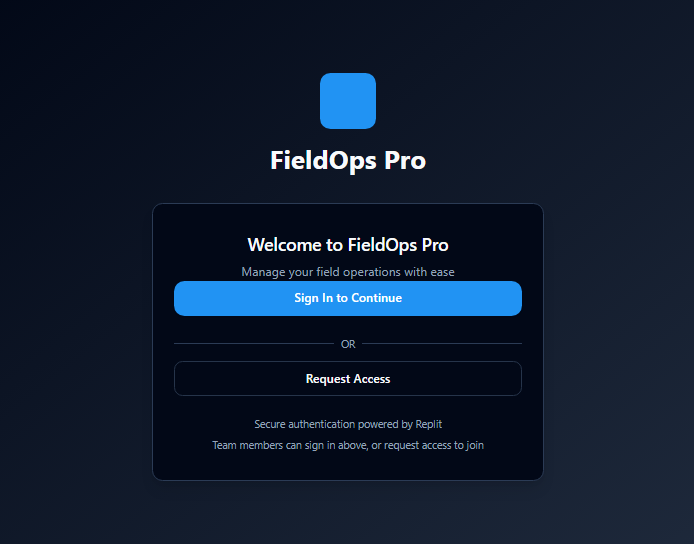 FieldOps Pro
Welcome to FieldOps Pro
Manage your field operations with ease
Sign In to Continue
OR
Request Access
Secure authentication powered by Replit
Team members can sign in above, or request access to join